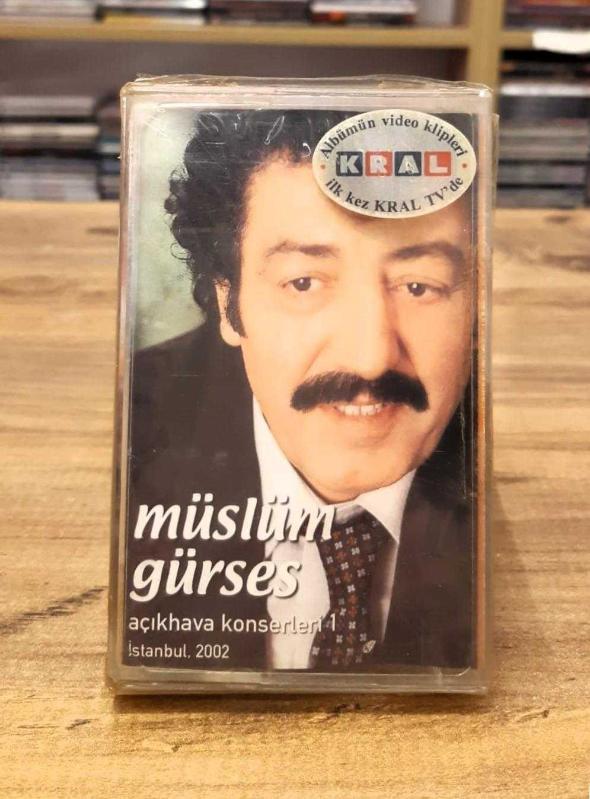 Albümün video klipleri
KRAL
ilk kez KRAL TV'de
müslüm
gürses
açıkhava konserleri 1
İstanbul, 2002